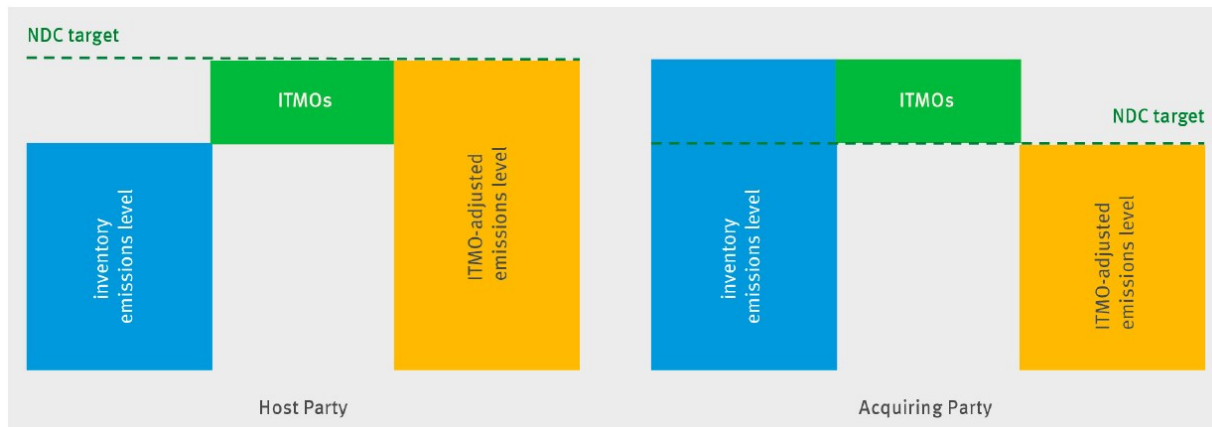 NDC target
ITMOs
inventory
emissions level
ITMO-adjusted
emissions level
Host Party
ITMOs
NDC target
inventory
emissions level
ITMO-adjusted
emissions level
Acquiring Party